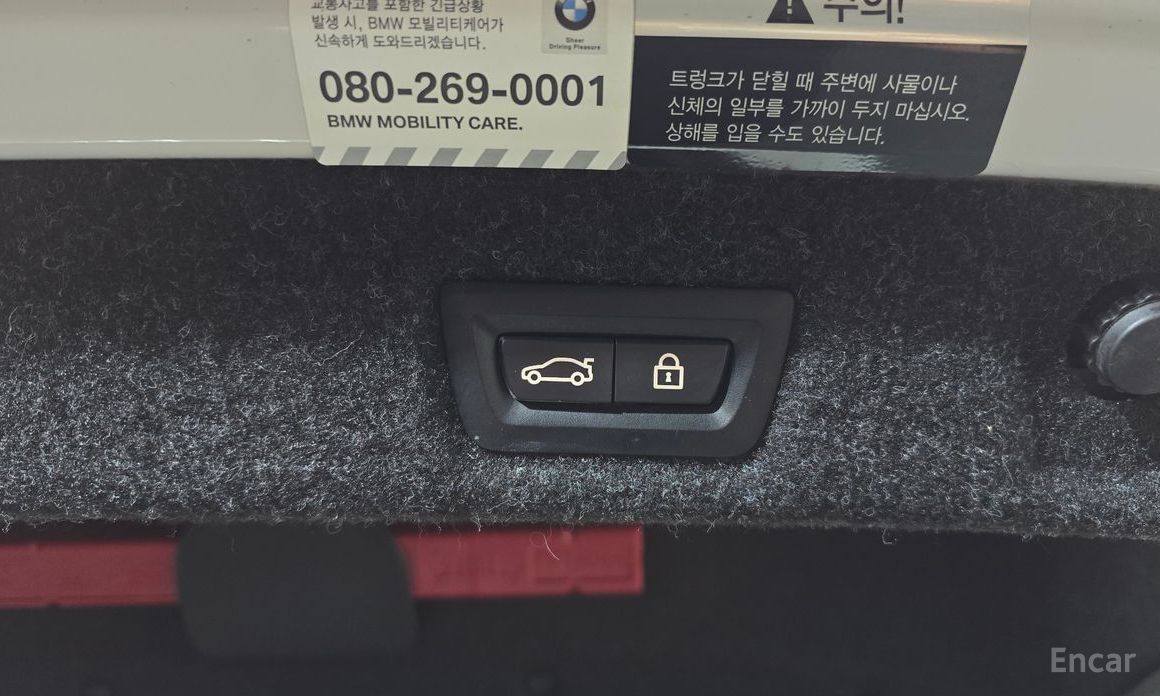 교통사고를 포함한 긴급상황
발생 시, BMW 모빌리티케어가
신속하게 도와드리겠습니다.
Sheer
Driving Pleasure
080-269-0001
BMW MOBILITY CARE.
주의!
트렁크가 닫힐 때 주변에 사물이나
신체의 일부를 가까이 두지 마십시오.
상해를 입을 수도 있습니다.
Encar